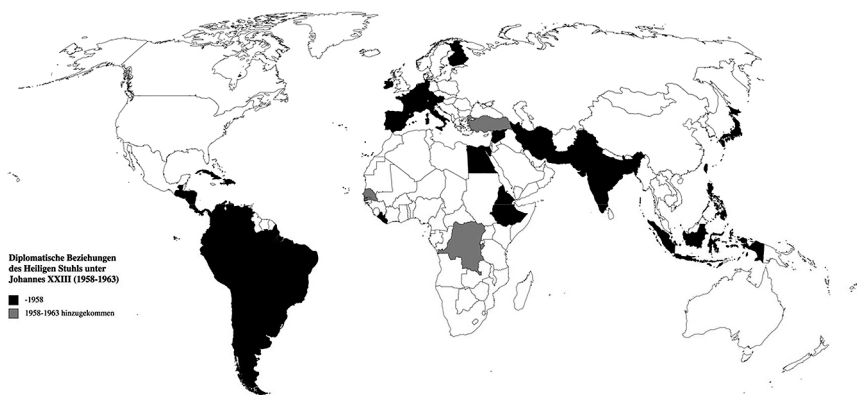 Diplomatische Beziehungen
des Heiligen Stuhls unter
Johannes XXIII (1958-1963)
-1958
1958-1963 hinzugekommen